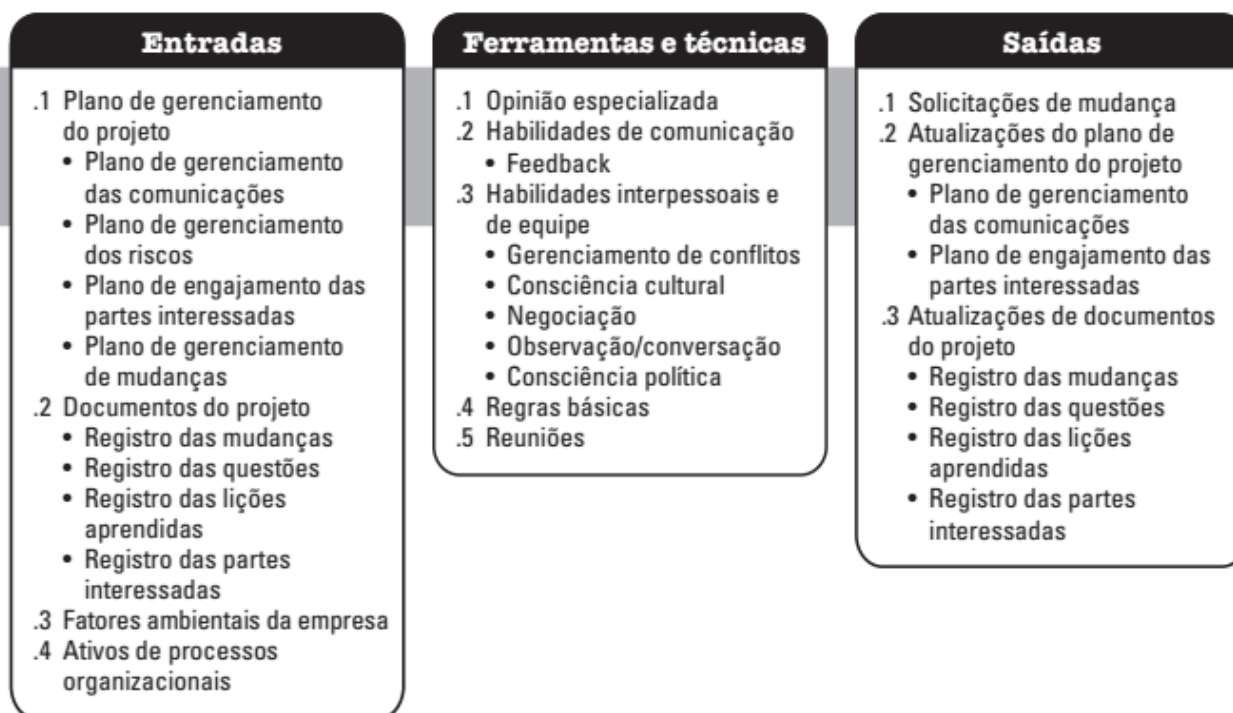 Entradas
.1 Plano de gerenciamento
do projeto
• Plano de gerenciamento
das comunicações
• Plano de gerenciamento
dos riscos
• Plano de engajamento das
partes interessadas
• Plano de gerenciamento
de mudanças
.2 Documentos do projeto
• Registro das mudanças
• Registro das questões
• Registro das lições
aprendidas
• Registro das partes
interessadas
.3 Fatores ambientais da empresa
.4 Ativos de processos
organizacionais
Ferramentas e técnicas
.1 Opinião especializada
.2 Habilidades de comunicação
• Feedback
.3 Habilidades interpessoais e
de equipe
• Gerenciamento de conflitos
• Consciência cultural
• Negociação
• Observação/conversação
• Consciência política
.4 Regras básicas
.5 Reuniões
Saídas
.1 Solicitações de mudança
.2 Atualizações do plano de
gerenciamento do projeto
• Plano de gerenciamento
das comunicações
• Plano de engajamento das
partes interessadas
.3 Atualizações de documentos
do projeto
• Registro das mudanças
• Registro das questões
• Registro das lições
aprendidas
• Registro das partes
interessadas